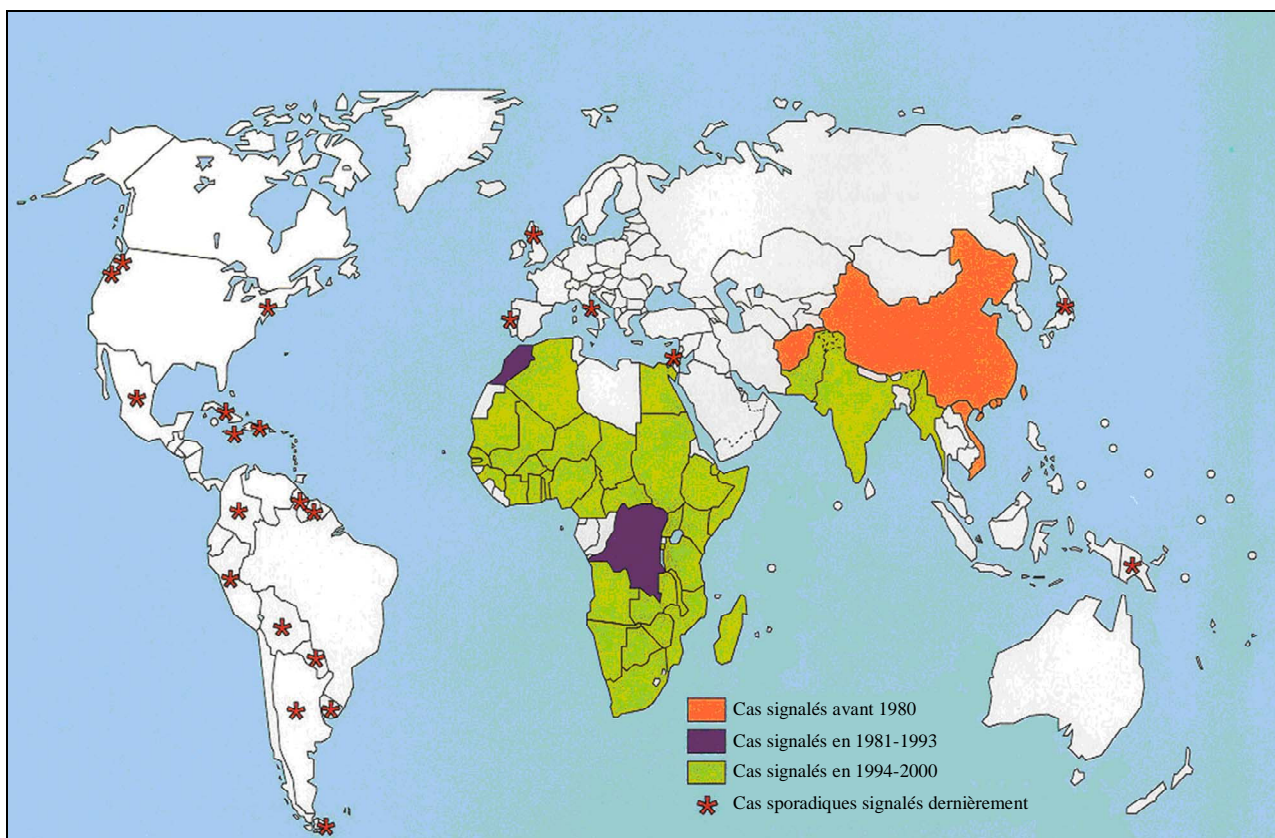 Cas signalés avant 1980
Cas signalés en 1981-1993
Cas signalés en 1994-2000
Cas sporadiques signalés dernièrement